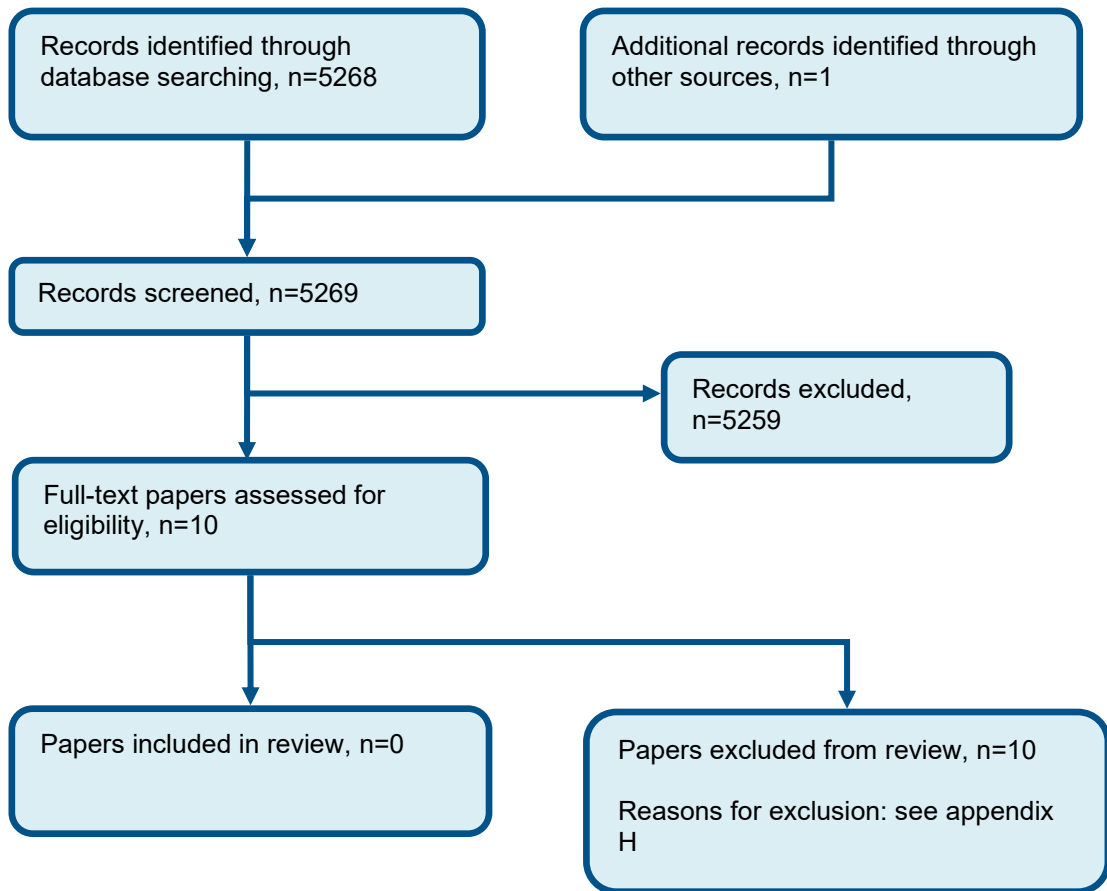 Records identified through
database searching, n=5268
Additional records identified through
other sources, n=1
Records screened, n=5269
Records excluded,
n=5259
Full-text papers assessed for
eligibility, n=10
Papers included in review, n=0
Papers excluded from review, n=10
Reasons for exclusion: see appendix
H